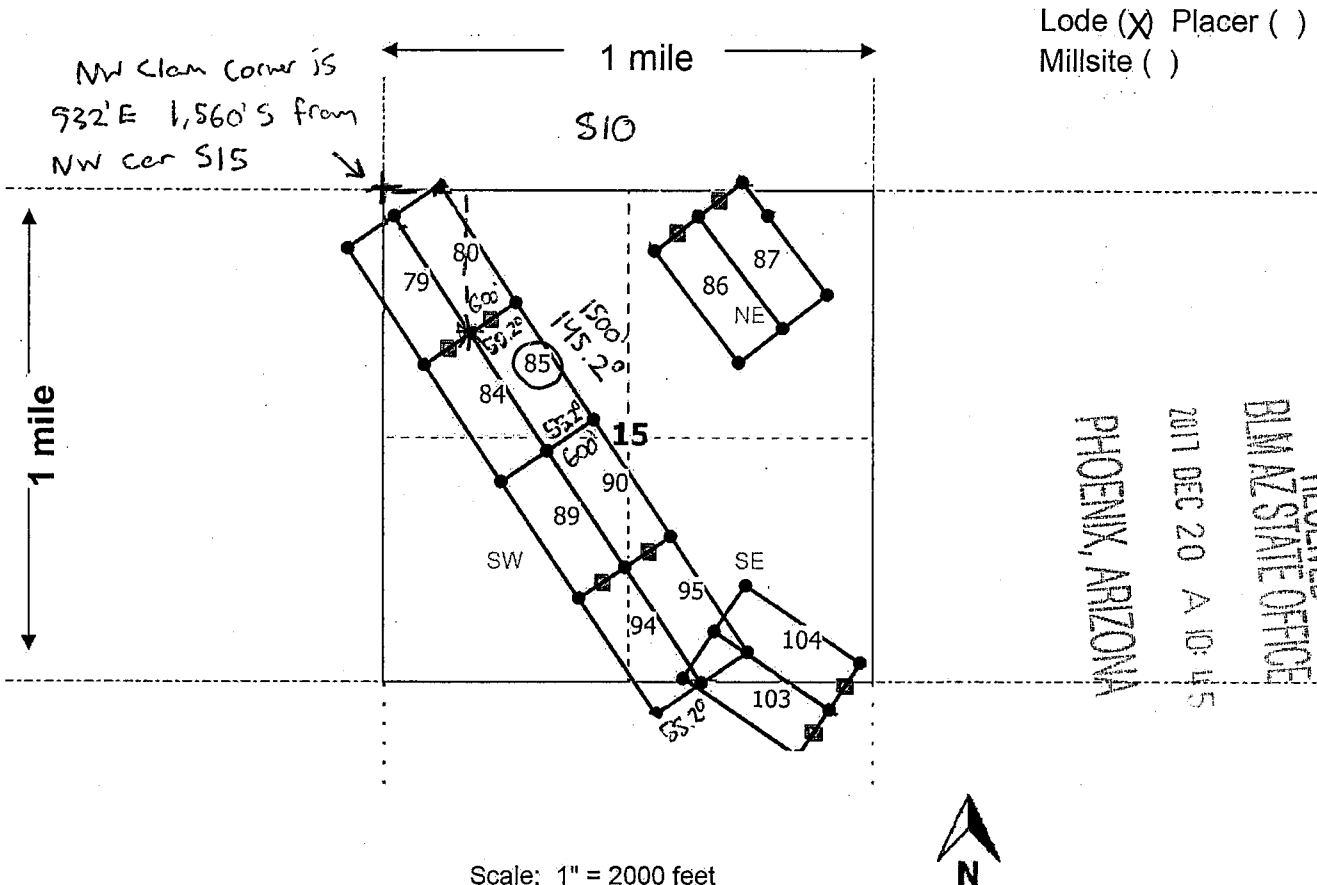 Lode (X) Placer ( )
Millsite ( )
1 mile
NW Clam Corner is
932'E 1,560'S from
NW cor S15
S10
1 mile
80
79
87
86
NE
600'
1500'
145.2°
85
84
55.2°
600'
15
90
89
SW
SE
95
94
104
103
55.2°
RECEIVED
BLM AZ STATE OFFICE
2017 DEC 20 A 10:45
PHOENIX, ARIZONA
Scale: 1" = 2000 feet
N